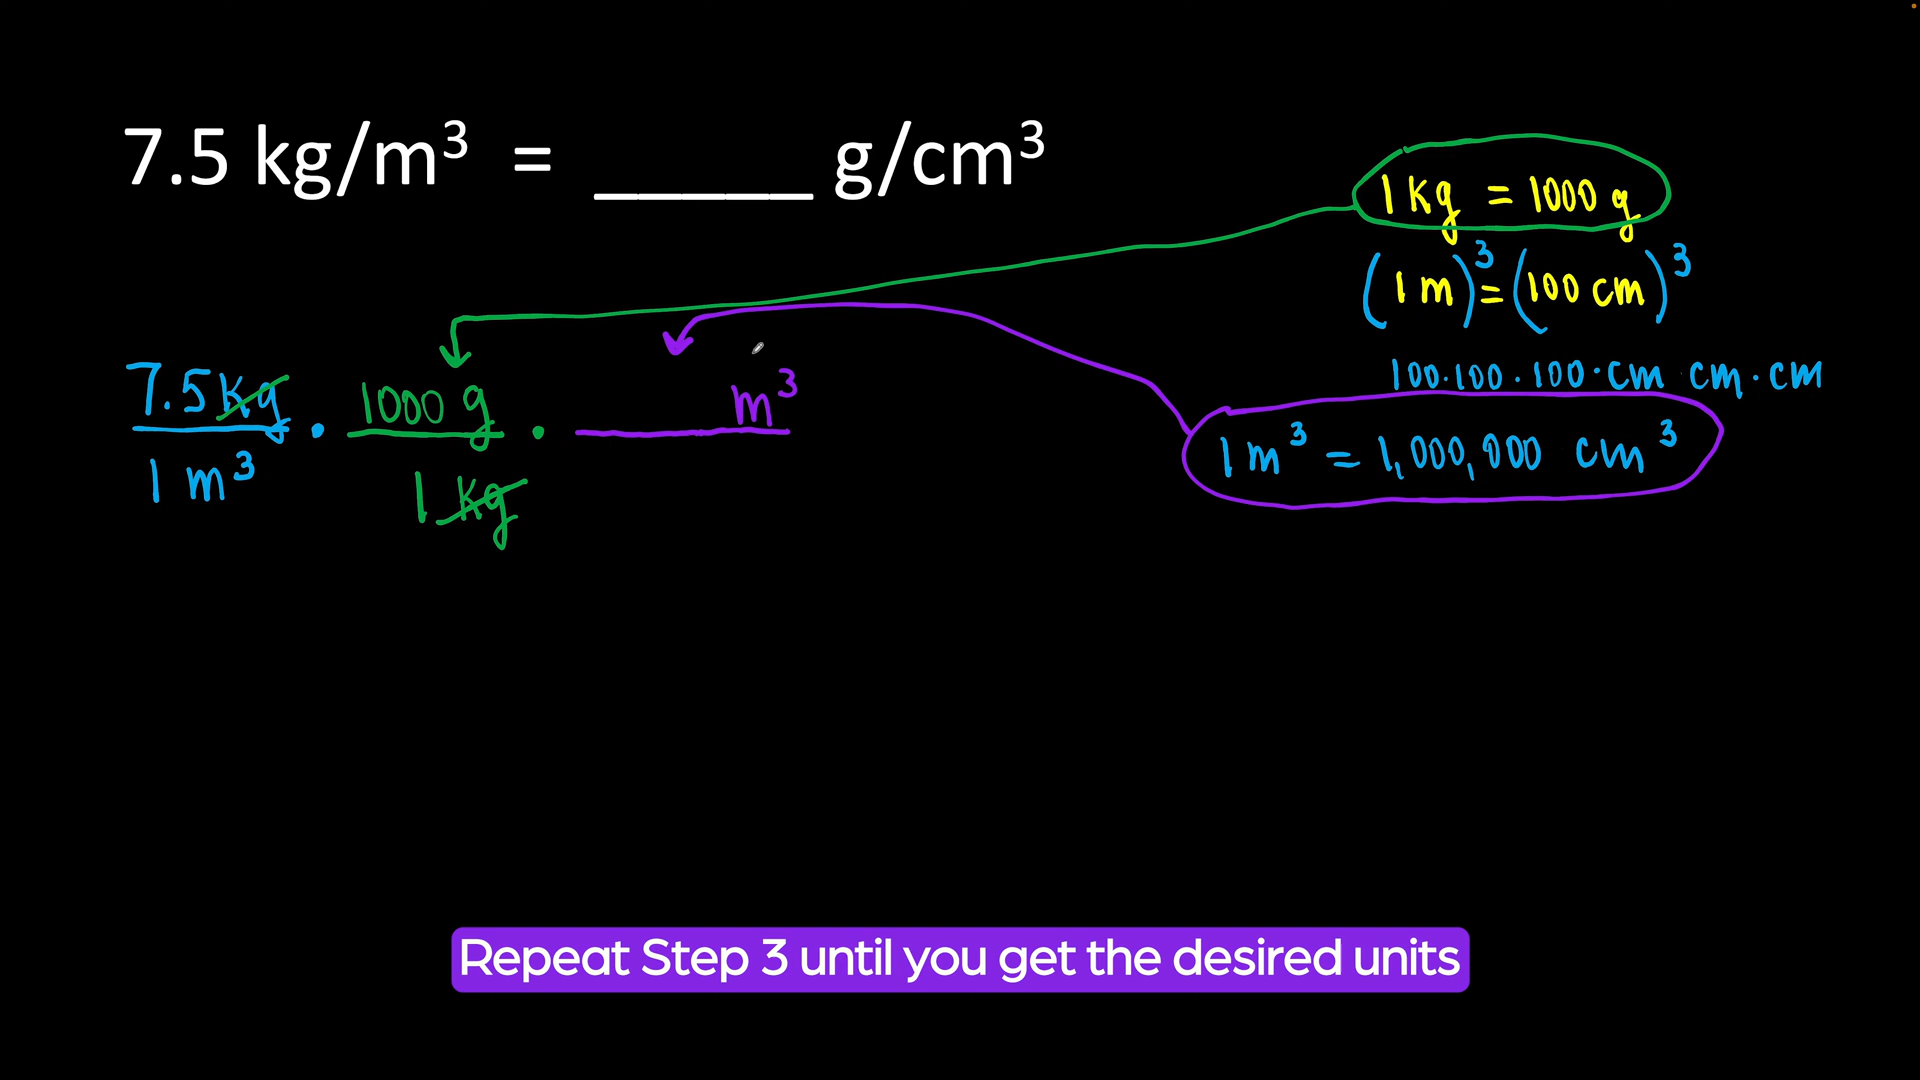 7.5 kg/m³ = _____ g/cm³
1 kg = 1000 g
(1 m)³ = (100 cm)³
100·100·100·cm cm·cm
1 m³ = 1,000,000 cm³
7.5 kg · 1000 g · m³
1 m³ 1 kg
Repeat Step 3 until you get the desired units